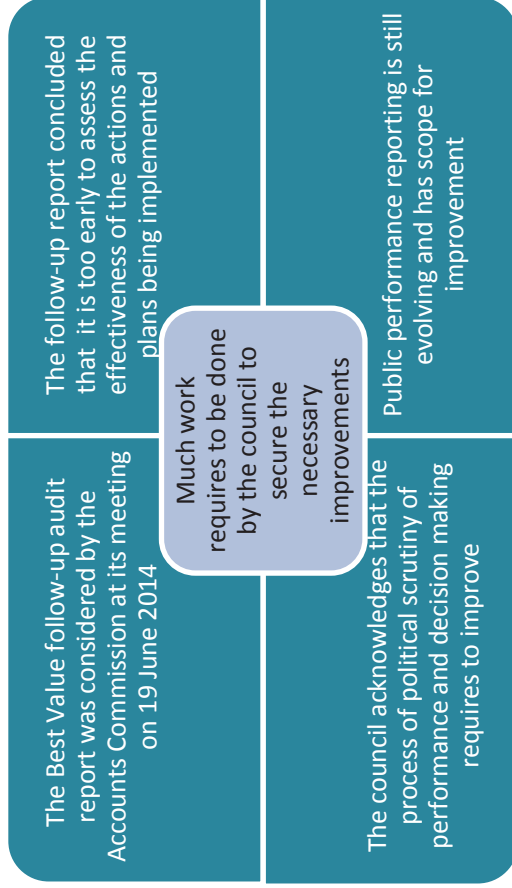 The Best Value follow-up audit
report was considered by the
Accounts Commission at its meeting
on 19 June 2014
The follow-up report concluded
that it is too early to assess the
effectiveness of the actions and
plans being implemented
Much work
requires to be done
by the council to
secure the
necessary
improvements
The council acknowledges that the
process of political scrutiny of
performance and decision making
requires to improve
Public performance reporting is still
evolving and has scope for
improvement